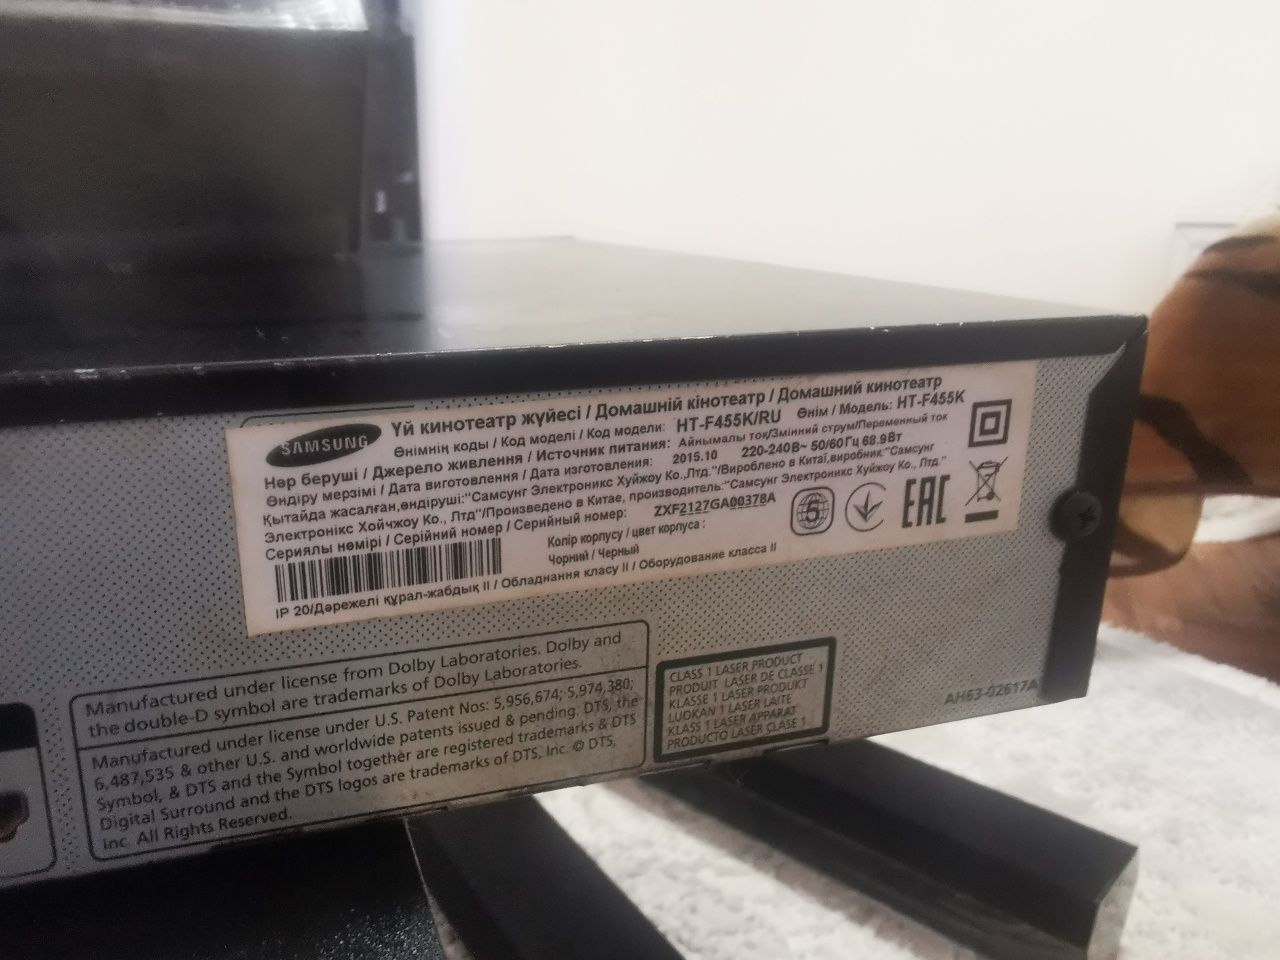 SAMSUNG
Үй кинотеатр жүйесі / Домашній кінотеатр / Домашний кинотеатр
Өнімнің коды / Код моделі / Код модели: HT-F455K/RU Өнім / Модель: HT-F455K
Нәр беруші / Джерело живлення / Источник питания: Айнымалы ток/Змінний струм/Переменный ток
Өндіру мерзімі / Дата виготовлення / Дата изготовления: 2015.10 220-240В~ 50/60Гц 68.9Вт
Қытайда жасалған,өндіруші:"Самсунг Электроникс Хуйжоу Ко.,Лтд."/Вироблено в Китаї,виробник:"Самсунг
Электронікс Хойчжоу Ко., Лтд"/Произведено в Китае, производитель:"Самсунг Электроникс Хуйжоу Ко., Лтд."
Сериялы нөмірі / Серійний номер / Серийный номер: ZXF2127GA00378A
Колір корпусу / цвет корпуса :
Чорний / Черный
IP 20/Дәрежелі құрал-жабдық II / Обладнання класу II / Оборудование класса II
5
EAC
Manufactured under license from Dolby Laboratories. Dolby and
the double-D symbol are trademarks of Dolby Laboratories.
Manufactured under license under U.S. Patent Nos: 5,956,674; 5,974,380;
6,487,535 & other U.S. and worldwide patents issued & pending. DTS, the
Symbol, & DTS and the Symbol together are registered trademarks & DTS
Digital Surround and the DTS logos are trademarks of DTS, Inc. © DTS,
Inc. All Rights Reserved.
CLASS 1 LASER PRODUCT
PRODUIT LASER DE CLASSE 1
KLASSE 1 LASER PRODUKT
LUOKAN 1 LASER LAITE
KLASS 1 LASER APPARAT
PRODUCTO LASER CLASE 1
AH63-02617A